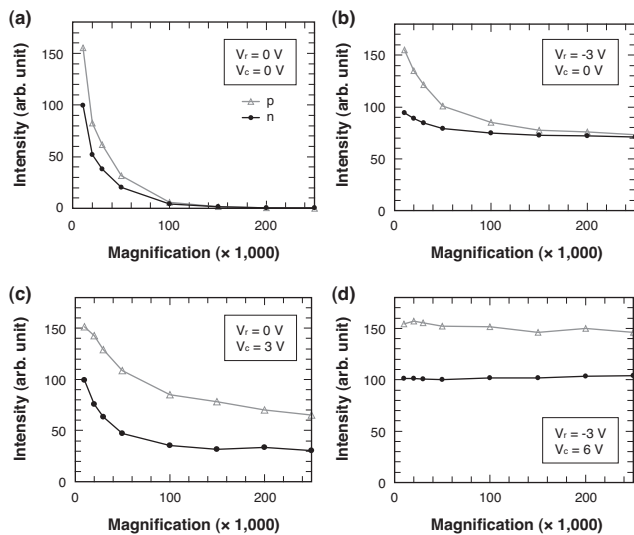 (a)
Intensity (arb. unit)
150
100
50
0
Vr = 0 V
Vc = 0 V
p
n
0
100
200
Magnification (× 1,000)
(b)
Intensity (arb. unit)
150
100
50
0
Vr = -3 V
Vc = 0 V
0
100
200
Magnification (× 1,000)
(c)
Intensity (arb. unit)
150
100
50
0
Vr = 0 V
Vc = 3 V
0
100
200
Magnification (× 1,000)
(d)
Intensity (arb. unit)
150
100
50
0
Vr = -3 V
Vc = 6 V
0
100
200
Magnification (× 1,000)